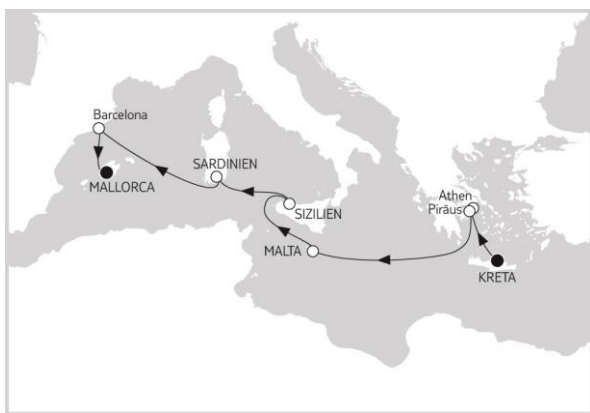 Barcelona
MALLORCA
SARDINIEN
SIZILIEN
MALTA
Athen
Piräus
KRETA